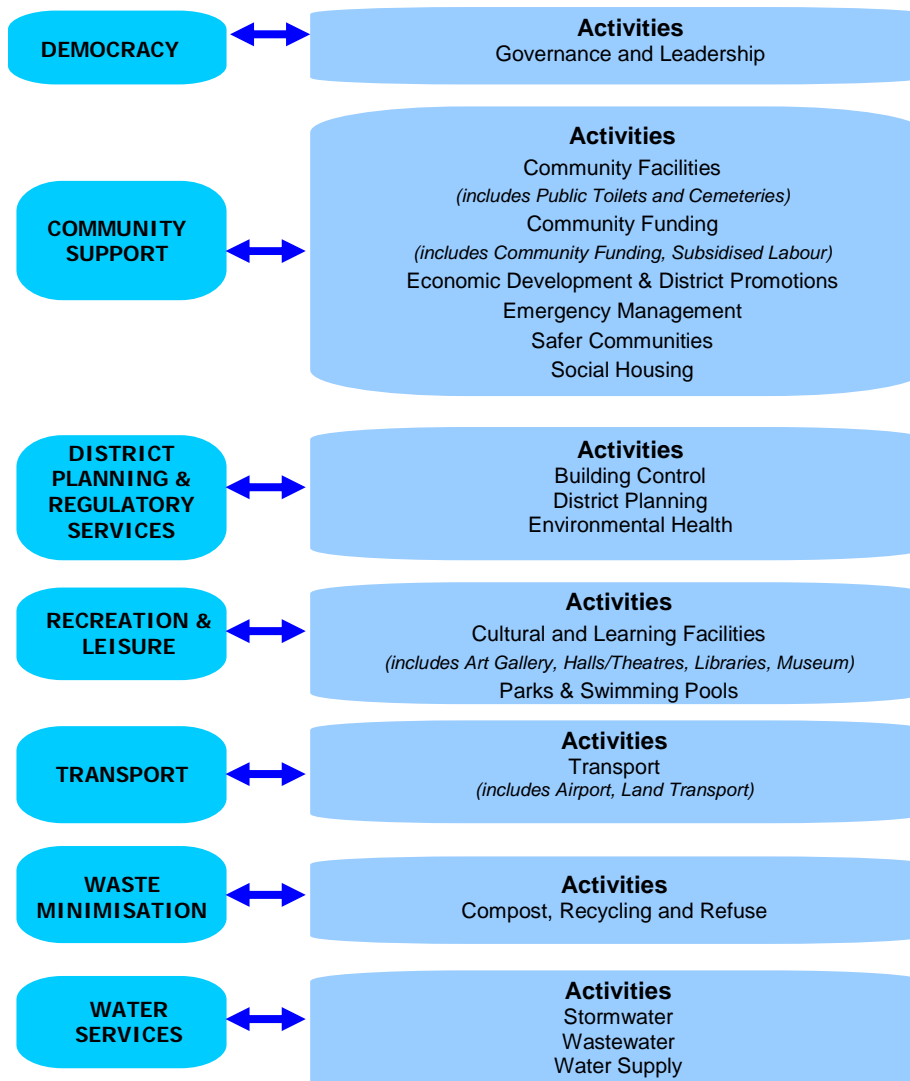 DEMOCRACY
Activities
Governance and Leadership
COMMUNITY
SUPPORT
Activities
Community Facilities
(includes Public Toilets and Cemeteries)
Community Funding
(includes Community Funding, Subsidised Labour)
Economic Development & District Promotions
Emergency Management
Safer Communities
Social Housing
DISTRICT
PLANNING &
REGULATORY
SERVICES
Activities
Building Control
District Planning
Environmental Health
RECREATION &
LEISURE
Activities
Cultural and Learning Facilities
(includes Art Gallery, Halls/Theatres, Libraries, Museum)
Parks & Swimming Pools
TRANSPORT
Activities
Transport
(includes Airport, Land Transport)
WASTE
MINIMISATION
Activities
Compost, Recycling and Refuse
WATER
SERVICES
Activities
Stormwater
Wastewater
Water Supply